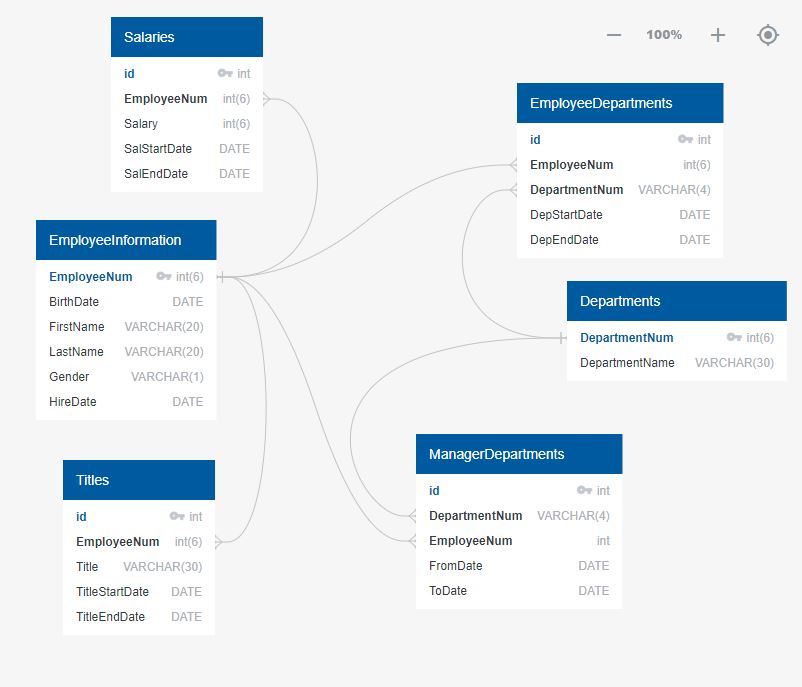 Salaries
id int
EmployeeNum int(6)
Salary int(6)
SalStartDate DATE
SalEndDate DATE
100%
EmployeeDepartments
id int
EmployeeNum int(6)
DepartmentNum VARCHAR(4)
DepStartDate DATE
DepEndDate DATE
EmployeeInformation
EmployeeNum int(6)
BirthDate DATE
FirstName VARCHAR(20)
LastName VARCHAR(20)
Gender VARCHAR(1)
HireDate DATE
Departments
DepartmentNum int(6)
DepartmentName VARCHAR(30)
Titles
id int
EmployeeNum int(6)
Title VARCHAR(30)
TitleStartDate DATE
TitleEndDate DATE
ManagerDepartments
id int
DepartmentNum VARCHAR(4)
EmployeeNum int
FromDate DATE
ToDate DATE